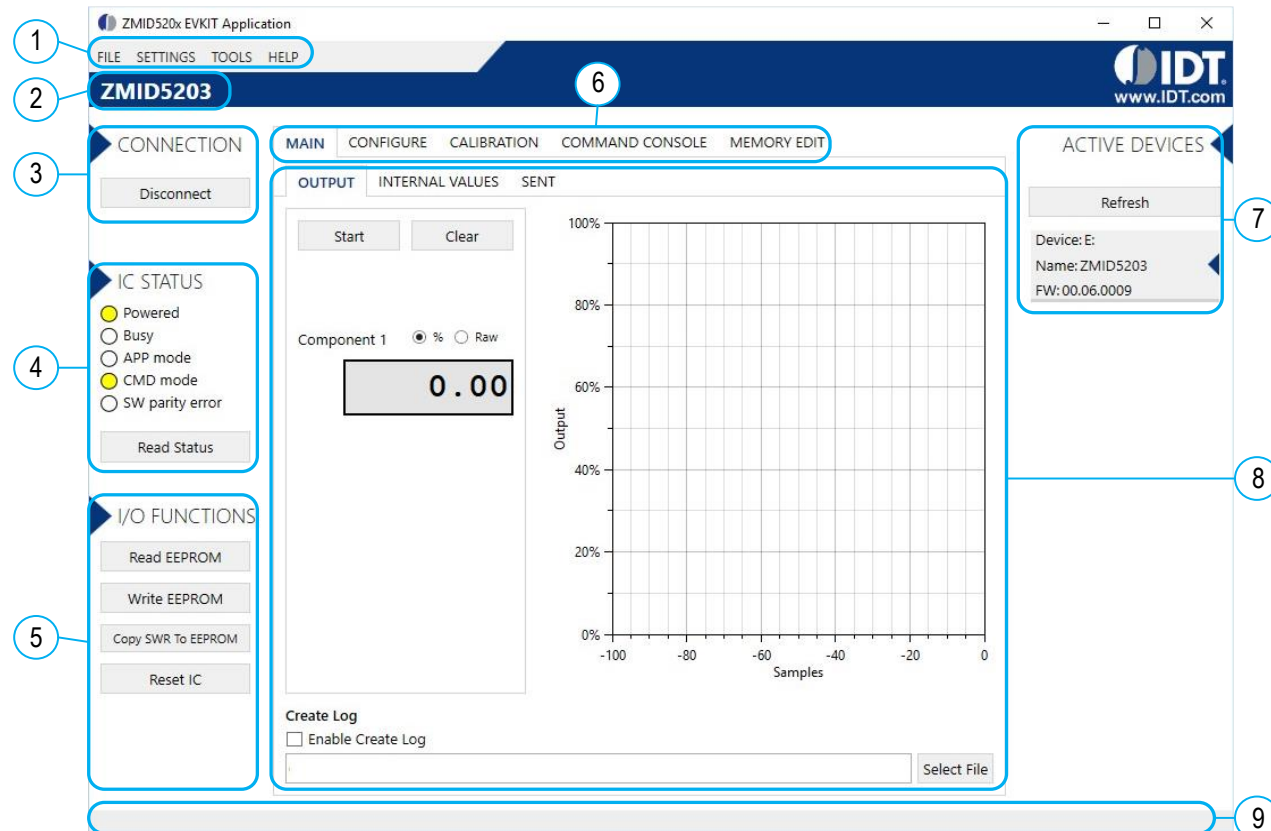 ZMID520x EVKIT Application
1
FILE SETTINGS TOOLS HELP
IDT.
www.IDT.com
2
ZMID5203
6
3
CONNECTION
Disconnect
MAIN CONFIGURE CALIBRATION COMMAND CONSOLE MEMORY EDIT
ACTIVE DEVICES
Refresh
7
Device: E:
Name: ZMID5203
FW: 00.06.0009
4
IC STATUS
Powered
Busy
APP mode
CMD mode
SW parity error
Read Status
5
I/O FUNCTIONS
Read EEPROM
Write EEPROM
Copy SWR To EEPROM
Reset IC
OUTPUT INTERNAL VALUES SENT
Start Clear
Component 1 % Raw
0.00
100%
80%
60%
40%
20%
0%
Output
-100 -80 -60 -40 -20 0
Samples
8
Create Log
Enable Create Log
Select File
9